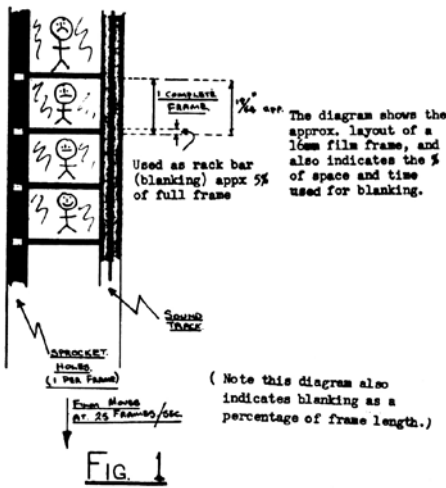 1 COMPLETE
FRAME
19/64" app.
The diagram shows the
approx. layout of a
16mm film frame, and
also indicates the %
of space and time
used for blanking.
Used as rack bar
(blanking) appx 5%
of full frame
SOUND
TRACK
SPROCKET
HOLES
(1 PER FRAME)
FILM MOVES
AT 25 FRAMES/SEC.
( Note this diagram also
indicates blanking as a
percentage of frame length.)
FIG. 1